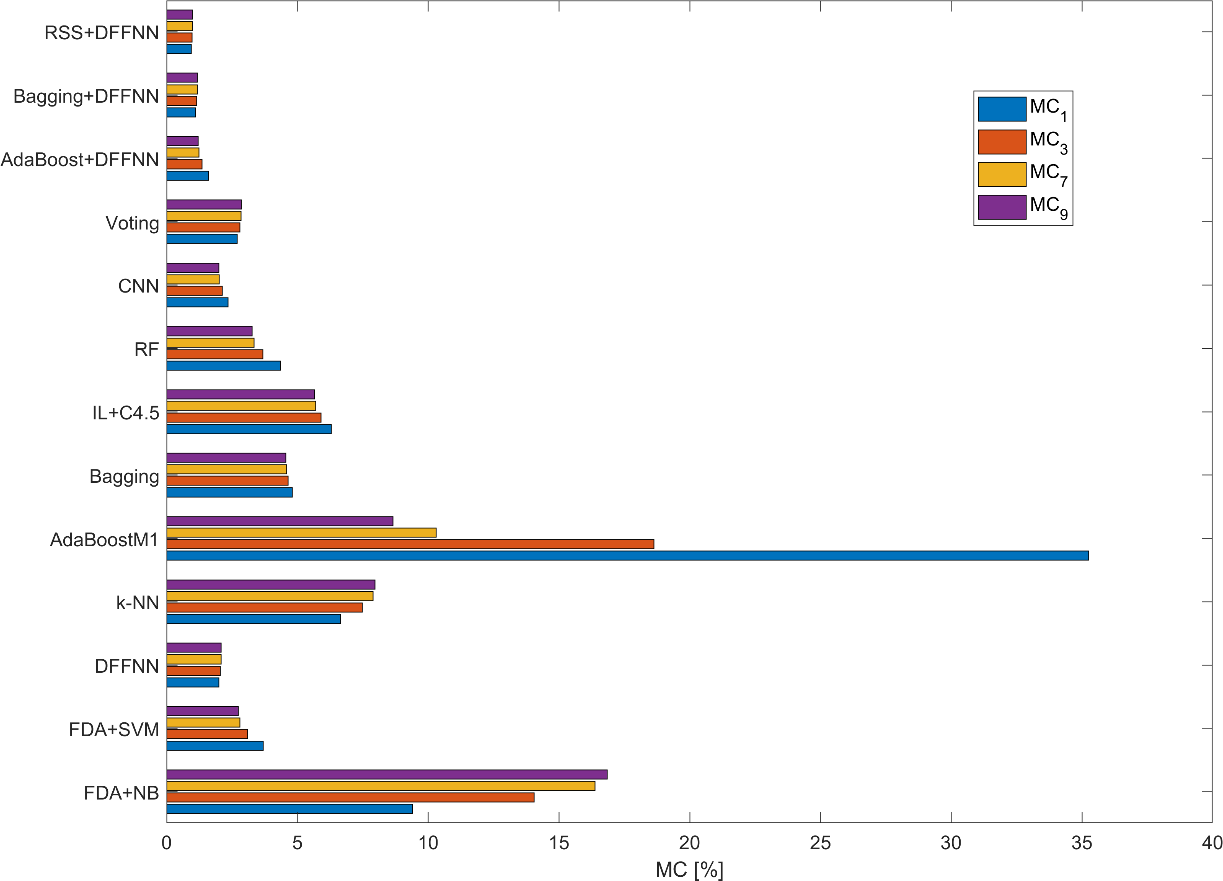 RSS+DFFNN
Bagging+DFFNN
AdaBoost+DFFNN
Voting
CNN
RF
IL+C4.5
Bagging
AdaBoostM1
k-NN
DFFNN
FDA+SVM
FDA+NB
MC1
MC3
MC7
MC9
0 5 10 15 20 25 30 35 40
MC [%]